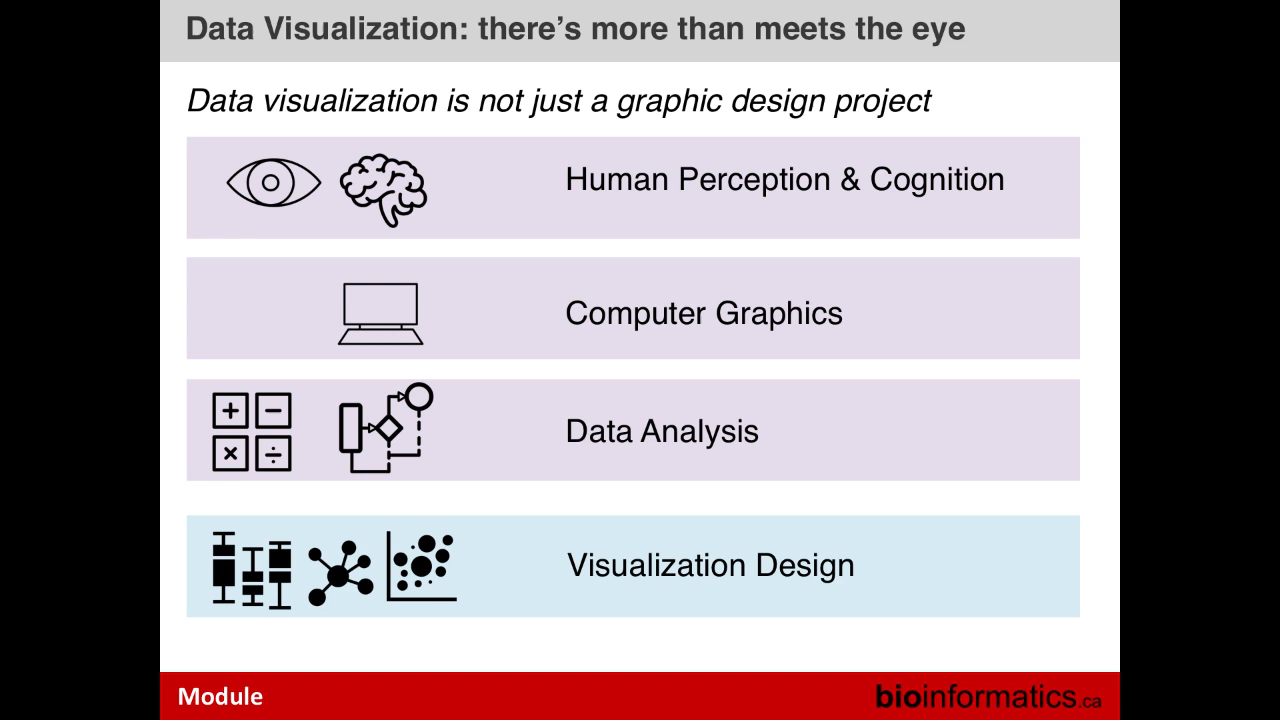 Data Visualization: there’s more than meets the eye
Data visualization is not just a graphic design project
Human Perception & Cognition
Computer Graphics
Data Analysis
Visualization Design
Module
bioinformatics.ca